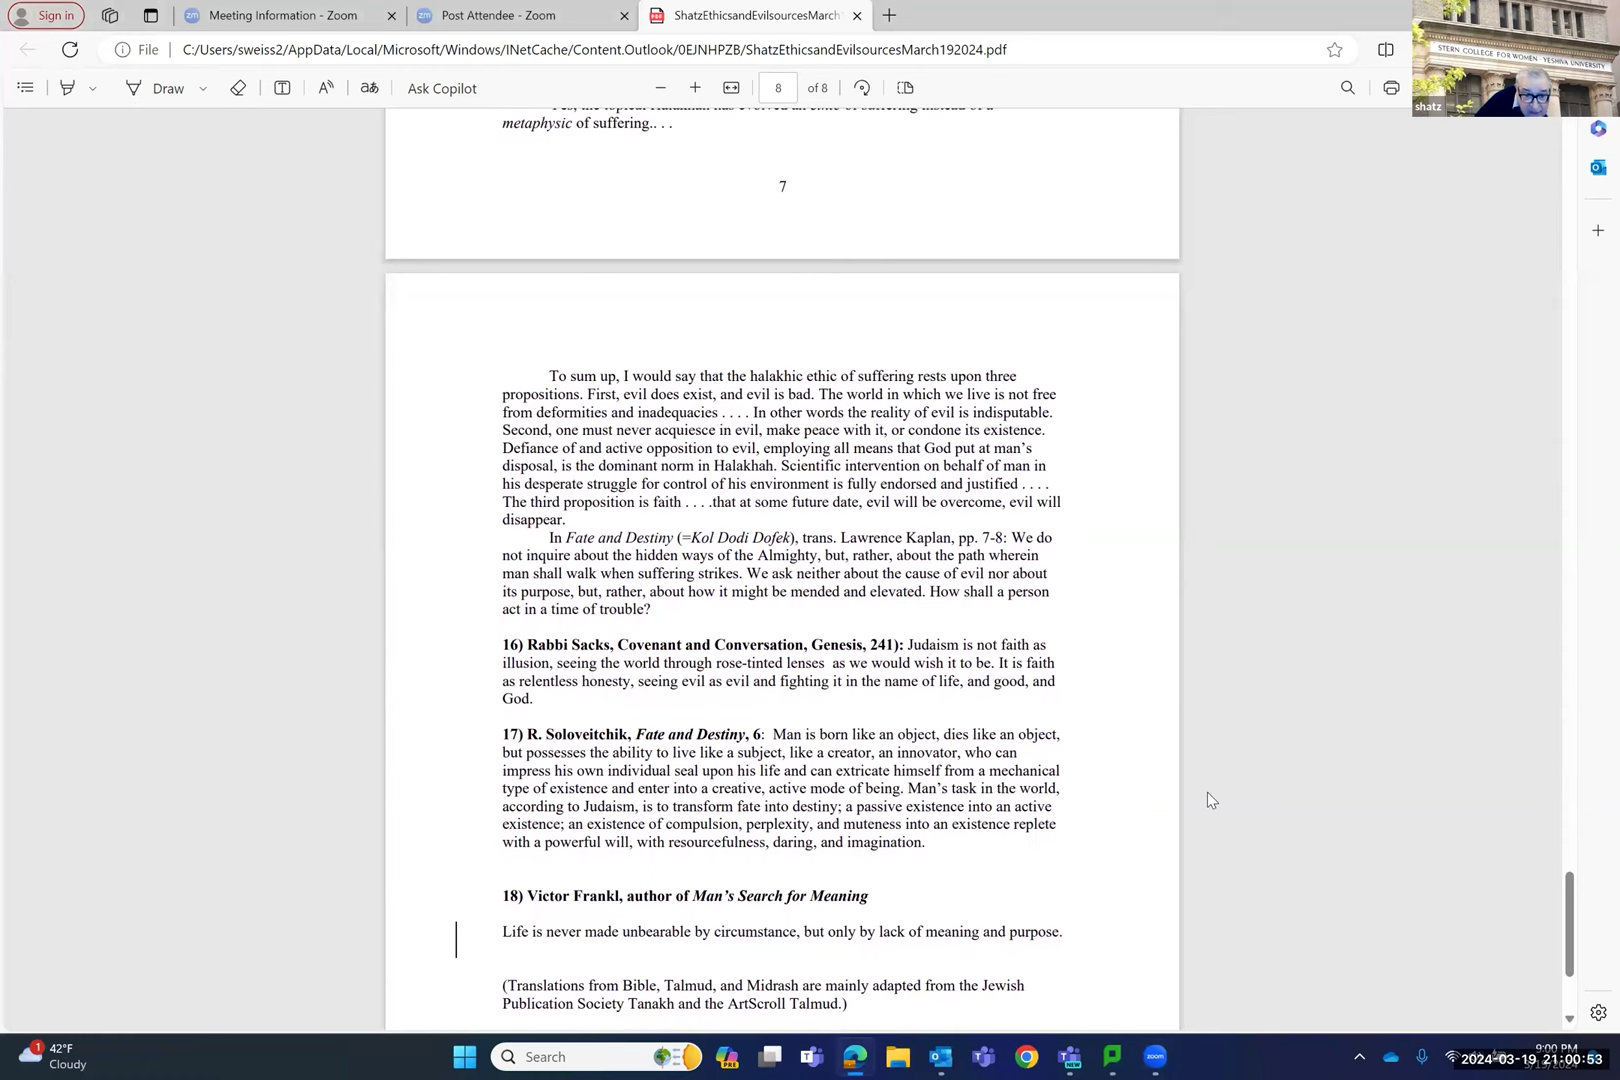 Sign in
Meeting Information - Zoom
Post Attendee - Zoom
ShatzEthicsandEvilsourcesMarch
File
C:/Users/sweiss2/AppData/Local/Microsoft/Windows/INetCache/Content.Outlook/0EJNHPZB/ShatzEthicsandEvilsourcesMarch192024.pdf
Draw
Ask Copilot
8 of 8
STERN COLLEGE FOR WOMEN · YESHIVA UNIVERSITY
shatz
metaphysic of suffering.. . .
7
To sum up, I would say that the halakhic ethic of suffering rests upon three
propositions. First, evil does exist, and evil is bad. The world in which we live is not free
from deformities and inadequacies . . . . In other words the reality of evil is indisputable.
Second, one must never acquiesce in evil, make peace with it, or condone its existence.
Defiance of and active opposition to evil, employing all means that God put at man’s
disposal, is the dominant norm in Halakhah. Scientific intervention on behalf of man in
his desperate struggle for control of his environment is fully endorsed and justified . . . .
The third proposition is faith . . . .that at some future date, evil will be overcome, evil will
disappear.
In Fate and Destiny (=Kol Dodi Dofek), trans. Lawrence Kaplan, pp. 7-8: We do
not inquire about the hidden ways of the Almighty, but, rather, about the path wherein
man shall walk when suffering strikes. We ask neither about the cause of evil nor about
its purpose, but, rather, about how it might be mended and elevated. How shall a person
act in a time of trouble?
16) Rabbi Sacks, Covenant and Conversation, Genesis, 241): Judaism is not faith as
illusion, seeing the world through rose-tinted lenses as we would wish it to be. It is faith
as relentless honesty, seeing evil as evil and fighting it in the name of life, and good, and
God.
17) R. Soloveitchik, Fate and Destiny, 6: Man is born like an object, dies like an object,
but possesses the ability to live like a subject, like a creator, an innovator, who can
impress his own individual seal upon his life and can extricate himself from a mechanical
type of existence and enter into a creative, active mode of being. Man’s task in the world,
according to Judaism, is to transform fate into destiny; a passive existence into an active
existence; an existence of compulsion, perplexity, and muteness into an existence replete
with a powerful will, with resourcefulness, daring, and imagination.
18) Victor Frankl, author of Man’s Search for Meaning
Life is never made unbearable by circumstance, but only by lack of meaning and purpose.
(Translations from Bible, Talmud, and Midrash are mainly adapted from the Jewish
Publication Society Tanakh and the ArtScroll Talmud.)
1
42°F
Cloudy
Search
PRE
NEW
zoom
9:00 PM
2024-03-19 21:00:53